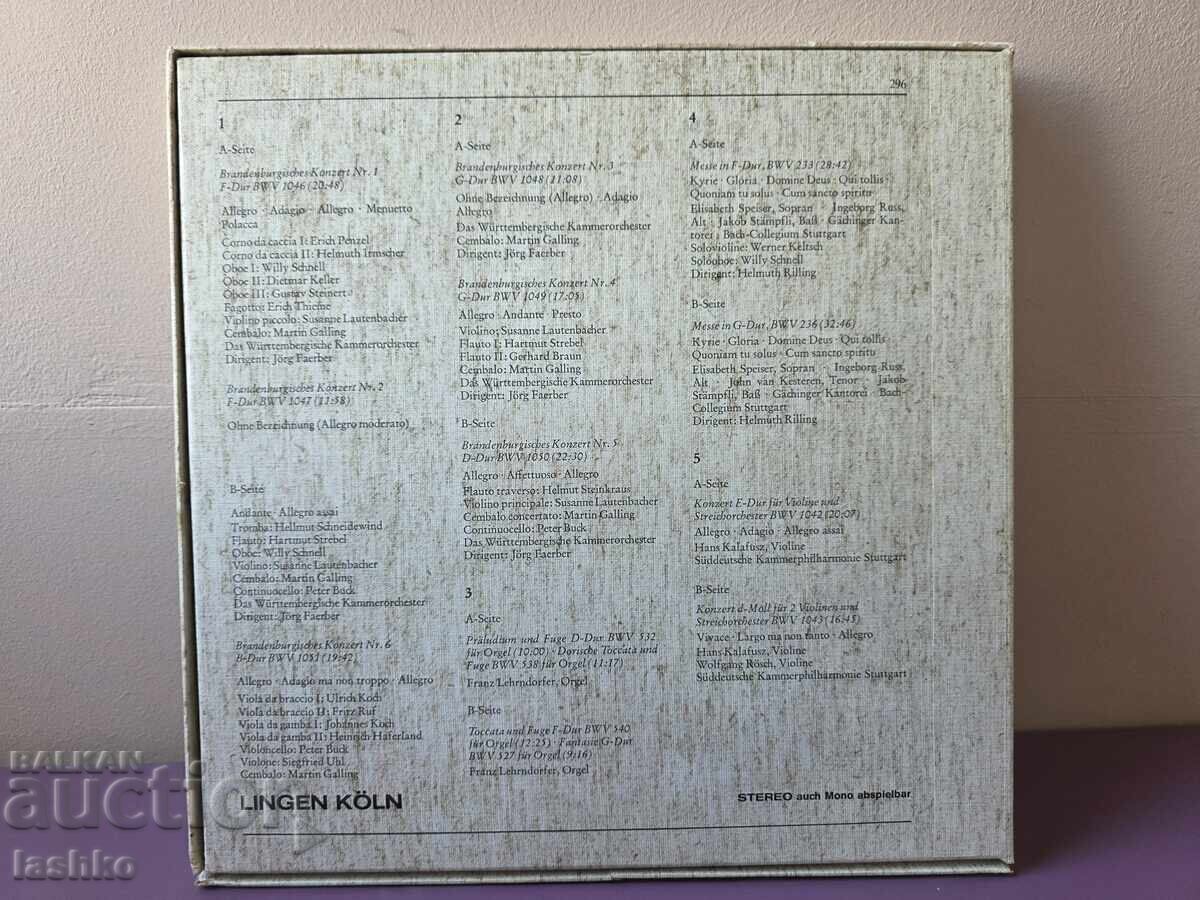 296
1
A-Seite
Brandenburgisches Konzert Nr. 1
F-Dur BWV 1046 (20:48)
Allegro · Adagio · Allegro · Menuetto
Polacca
Corno da caccia I: Erich Penzel
Corno da caccia II: Helmuth Irmscher
Oboe I: Willy Schnell
Oboe II: Dietmar Keller
Oboe III: Gustav Steinert
Fagotto: Erich Thieme
Violino piccolo: Susanne Lautenbacher
Cembalo: Martin Galling
Das Württembergische Kammerorchester
Dirigent: Jörg Faerber
Brandenburgisches Konzert Nr. 2
F-Dur BWV 1047 (11:58)
Ohne Bezeichnung (Allegro moderato)
B-Seite
Andante · Allegro assai
Tromba: Hellmut Schneidewind
Flauto: Hartmut Strebel
Oboe: Willy Schnell
Violino: Susanne Lautenbacher
Cembalo: Martin Galling
Continuocello: Peter Buck
Das Württembergische Kammerorchester
Dirigent: Jörg Faerber
Brandenburgisches Konzert Nr. 6
B-Dur BWV 1051 (19:42)
Allegro · Adagio ma non troppo · Allegro
Viola da braccio I: Ulrich Koch
Viola da braccio II: Fritz Ruf
Viola da gamba I: Johannes Koch
Viola da gamba II: Heinrich Haferland
Violoncello: Peter Buck
Violone: Siegfried Uhl
Cembalo: Martin Galling
2
A-Seite
Brandenburgisches Konzert Nr. 3
G-Dur BWV 1048 (11:08)
Ohne Bezeichnung (Allegro) · Adagio
Allegro
Das Württembergische Kammerorchester
Cembalo: Martin Galling
Dirigent: Jörg Faerber
Brandenburgisches Konzert Nr. 4
G-Dur BWV 1049 (17:05)
Allegro · Andante · Presto
Violino: Susanne Lautenbacher
Flauto I: Hartmut Strebel
Flauto II: Gerhard Braun
Cembalo: Martin Galling
Das Württembergische Kammerorchester
Dirigent: Jörg Faerber
B-Seite
Brandenburgisches Konzert Nr. 5
D-Dur BWV 1050 (22:30)
Allegro · Affettuoso · Allegro
Flauto traverso: Helmut Steinkraus
Violino principale: Susanne Lautenbacher
Cembalo concertato: Martin Galling
Continuocello: Peter Buck
Das Württembergische Kammerorchester
Dirigent: Jörg Faerber
3
A-Seite
Präludium und Fuge D-Dur BWV 532
für Orgel (10:00) · Dorische Toccata und
Fuge BWV 538 für Orgel (11:17)
Franz Lehrndorfer, Orgel
B-Seite
Toccata und Fuge F-Dur BWV 540
für Orgel (12:25) · Fantasie G-Dur
BWV 527 für Orgel (9:16)
Franz Lehrndorfer, Orgel
4
A-Seite
Messe in F-Dur, BWV 233 (28:42)
Kyrie · Gloria · Domine Deus · Qui tollis ·
Quoniam tu solus · Cum sancto spiritu
Elisabeth Speiser, Sopran · Ingeborg Russ,
Alt · Jakob Stämpfli, Baß · Gächinger Kan-
torei · Bach-Collegium Stuttgart
Solovioline: Werner Keltsch
Solooboe: Willy Schnell
Dirigent: Helmuth Rilling
B-Seite
Messe in G-Dur, BWV 236 (32:46)
Kyrie · Gloria · Domine Deus · Qui tollis
Quoniam tu solus · Cum sancto spiritu
Elisabeth Speiser, Sopran · Ingeborg Russ,
Alt · John van Kesteren, Tenor · Jakob
Stämpfli, Baß · Gächinger Kantorei · Bach-
Collegium Stuttgart
Dirigent: Helmuth Rilling
5
A-Seite
Konzert E-Dur für Violine und
Streichorchester BWV 1042 (20:07)
Allegro · Adagio · Allegro assai
Hans Kalafusz, Violine
Süddeutsche Kammerphilharmonie Stuttgart
B-Seite
Konzert d-Moll für 2 Violinen und
Streichorchester BWV 1043 (16:45)
Vivace · Largo ma non tanto · Allegro
Hans Kalafusz, Violine
Wolfgang Rösch, Violine
Süddeutsche Kammerphilharmonie Stuttgart
LINGEN KÖLN
STEREO auch Mono abspielbar
BALKAN
auction
lashko